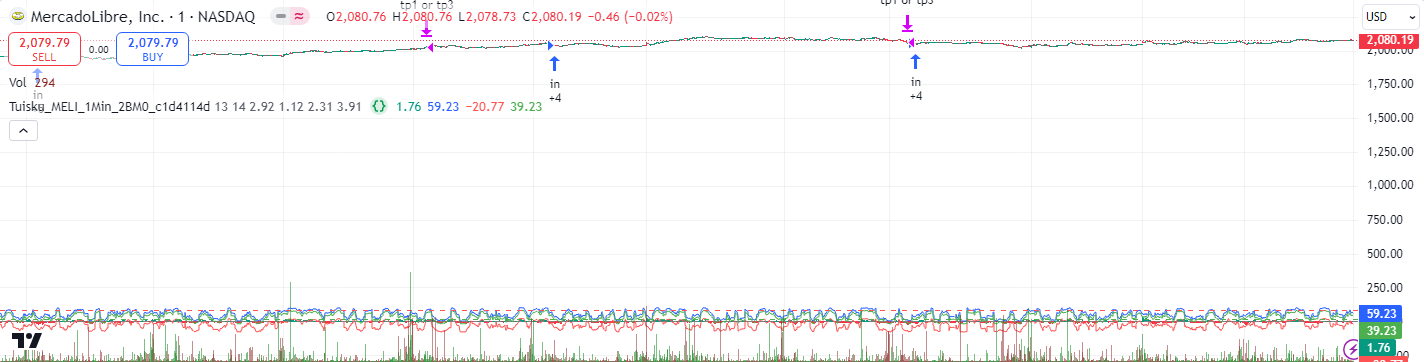 MercadoLibre, Inc. · 1 · NASDAQ O2,080.76 H2,080.76 L2,078.73 C2,080.19 −0.46 (−0.02%)
tp1 or tp3
tp1 or tp3
USD
2,079.79
SELL
0.00
2,079.79
BUY
2,080.19
2,000.00
Vol 294
in
in
+4
in
+4
Tuisky_MELI_1Min_2BM0_c1d4114d 13 14 2.92 1.12 2.31 3.91 1.76 59.23 −20.77 39.23
1,750.00
1,500.00
1,250.00
1,000.00
750.00
500.00
250.00
59.23
39.23
1.76